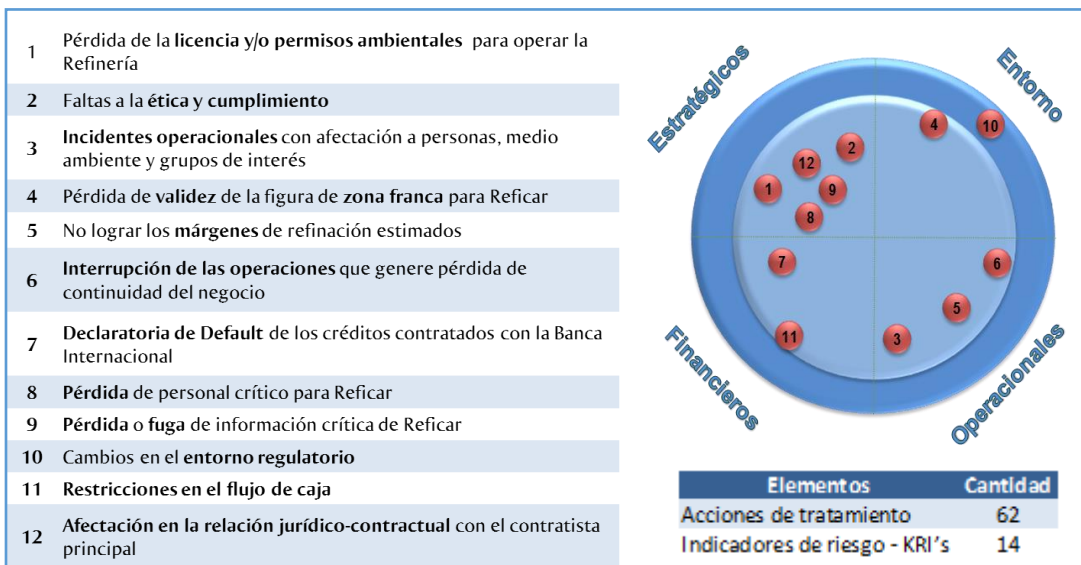 1 Pérdida de la licencia y/o permisos ambientales para operar la
Refinería
2 Faltas a la ética y cumplimiento
3 Incidentes operacionales con afectación a personas, medio
ambiente y grupos de interés
4 Pérdida de validez de la figura de zona franca para Reficar
5 No lograr los márgenes de refinación estimados
6 Interrupción de las operaciones que genere pérdida de
continuidad del negocio
7 Declaratoria de Default de los créditos contratados con la Banca
Internacional
8 Pérdida de personal crítico para Reficar
9 Pérdida o fuga de información crítica de Reficar
10 Cambios en el entorno regulatorio
11 Restricciones en el flujo de caja
12 Afectación en la relación jurídico-contractual con el contratista
principal
Estratégicos
Entorno
4
10
2
12
1
9
8
7
6
5
11
3
Financieros
Operacionales
Elementos Cantidad
Acciones de tratamiento 62
Indicadores de riesgo - KRI's 14